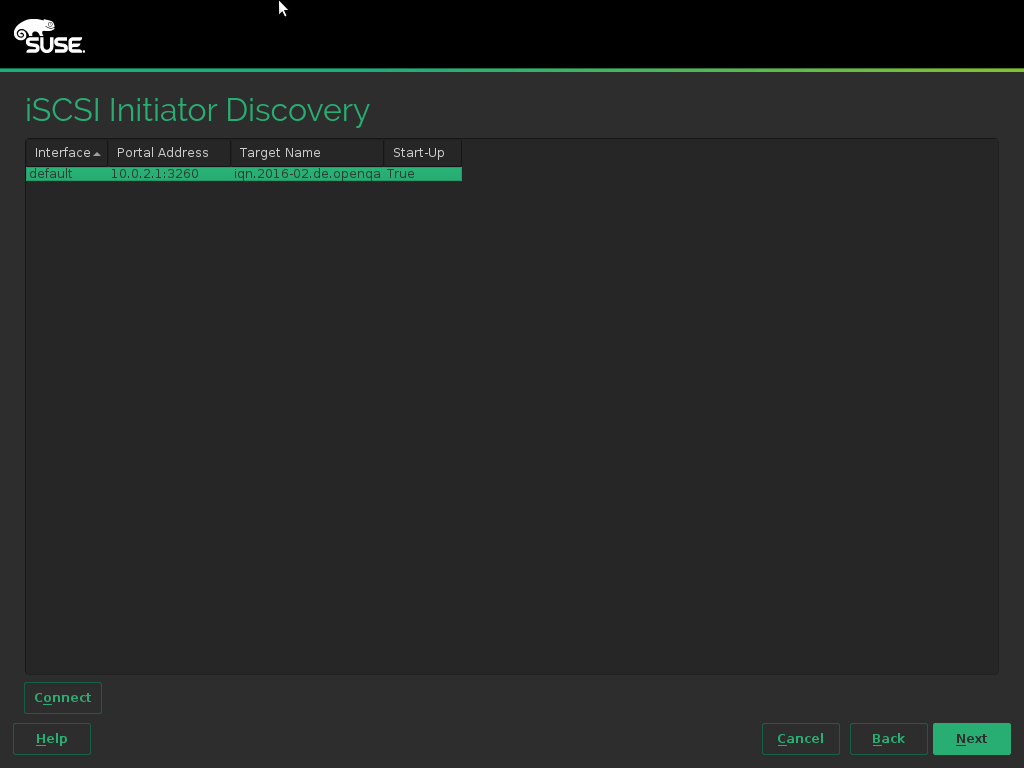 SUSE.
iSCSI Initiator Discovery
Interface Portal Address Target Name Start-Up
default 10.0.2.1:3260 iqn.2016-02.de.openqa True
Connect
Help Cancel Back Next